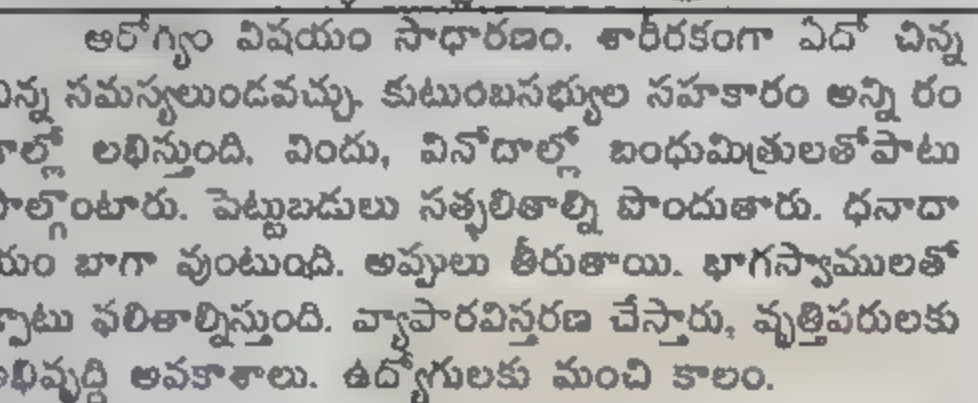 ఆరోగ్యం విషయం సాధారణం. శారీరకంగా ఏదో చిన్న
సమస్యలుండవచ్చు. కుటుంబసభ్యుల సహకారం అన్ని రం
లభిస్తుంది. విందు, వినోదాల్లో బంధుమిత్రులతోపాటు
పాల్గొంటారు. పెట్టుబడులు సత్ఫలితాల్ని పొందుతారు. ధనాదా
యం బాగా వుంటుంది. అప్పులు తీరుతాయి. భాగస్వాములతో
ఫలితాల్నిస్తుంది. వ్యాపారవిస్తరణ చేస్తారు, వృత్తిపరులకు
అవకాశాలు. ఉద్యోగులకు మంచి కాలం.